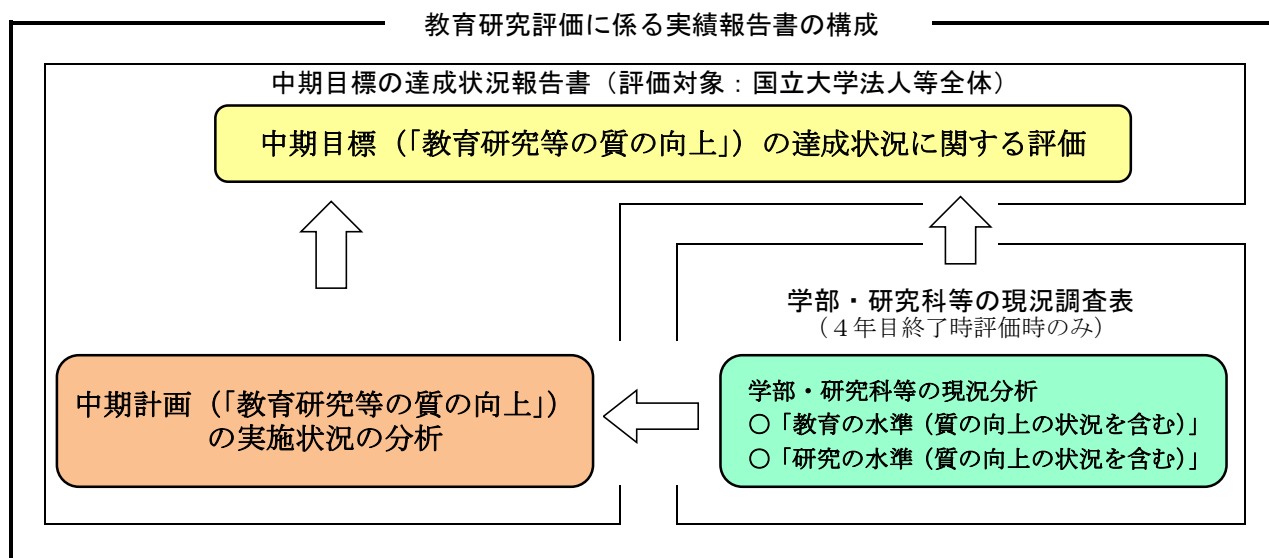 教育研究評価に係る実績報告書の構成
中期目標の達成状況報告書（評価対象：国立大学法人等全体）
中期目標（「教育研究等の質の向上」）の達成状況に関する評価
学部・研究科等の現況調査表
（４年目終了時評価時のみ）
中期計画（「教育研究等の質の向上」）
の実施状況の分析
学部・研究科等の現況分析
○「教育の水準（質の向上の状況を含む）」
○「研究の水準（質の向上の状況を含む）」